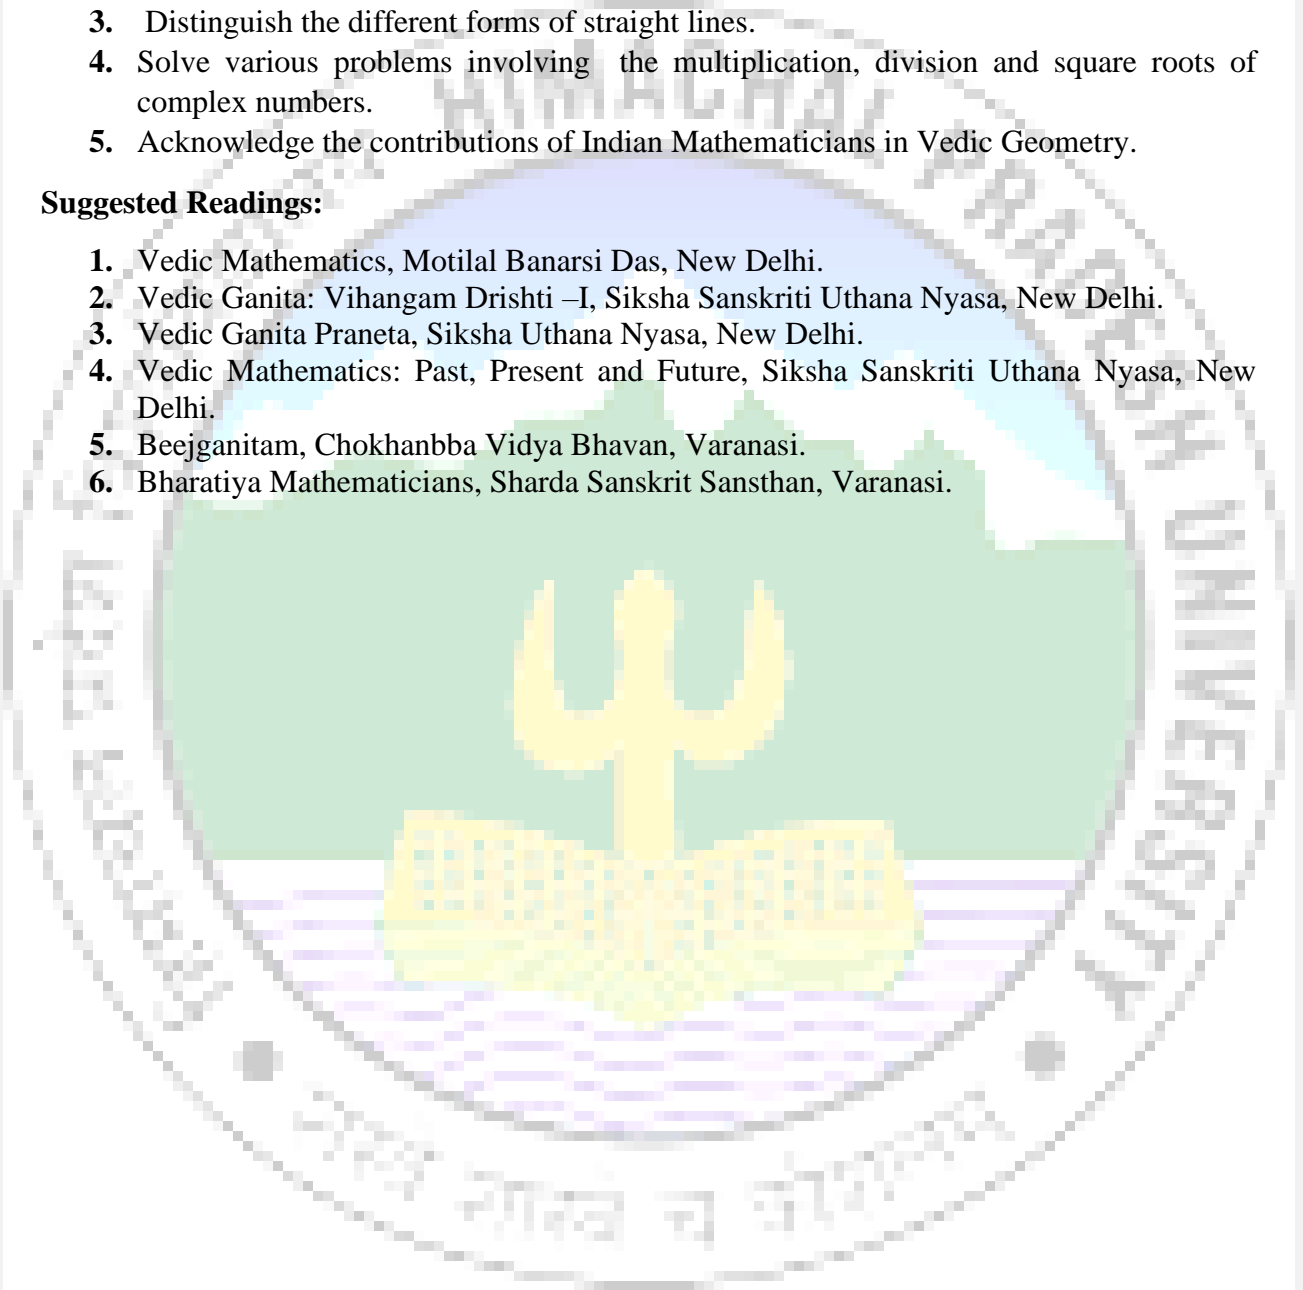 3. Distinguish the different forms of straight lines.
4. Solve various problems involving the multiplication, division and square roots of
complex numbers.
5. Acknowledge the contributions of Indian Mathematicians in Vedic Geometry.
Suggested Readings:
1. Vedic Mathematics, Motilal Banarsi Das, New Delhi.
2. Vedic Ganita: Vihangam Drishti –I, Siksha Sanskriti Uthana Nyasa, New Delhi.
3. Vedic Ganita Praneta, Siksha Uthana Nyasa, New Delhi.
4. Vedic Mathematics: Past, Present and Future, Siksha Sanskriti Uthana Nyasa, New
Delhi.
5. Beejganitam, Chokhanbba Vidya Bhavan, Varanasi.
6. Bharatiya Mathematicians, Sharda Sanskrit Sansthan, Varanasi.
HIMACHAL PRADESH UNIVERSITY